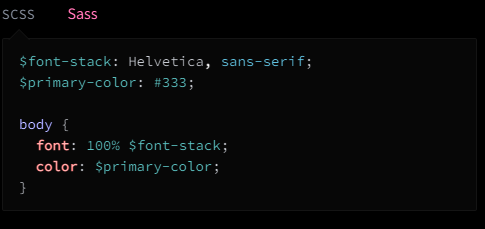 SCSS Sass
$font-stack: Helvetica, sans-serif;
$primary-color: #333;
body {
  font: 100% $font-stack;
  color: $primary-color;
}